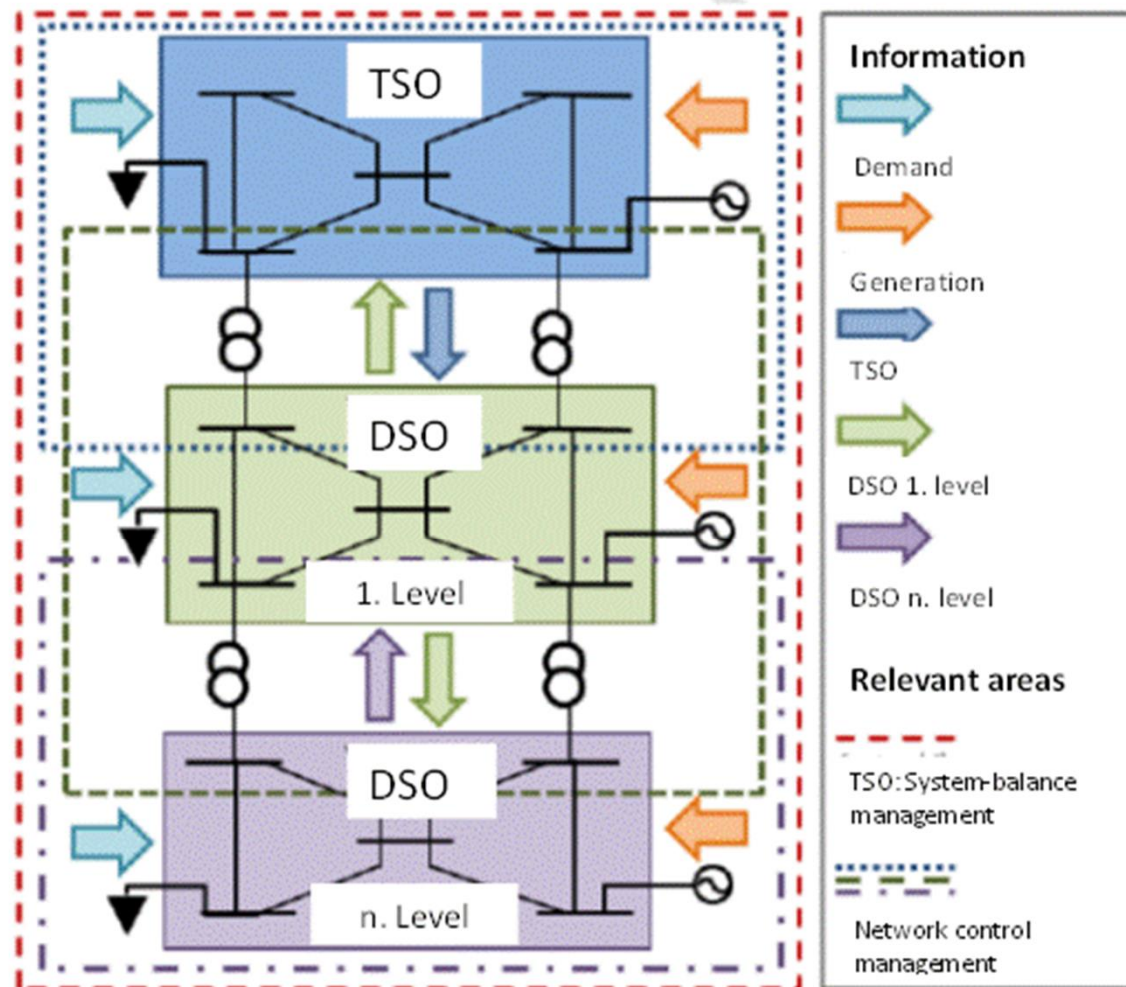 TSO
DSO
1. Level
DSO
n. Level
Information
Demand
Generation
TSO
DSO 1. level
DSO n. level
Relevant areas
TSO: System-balance
management
Network control
management